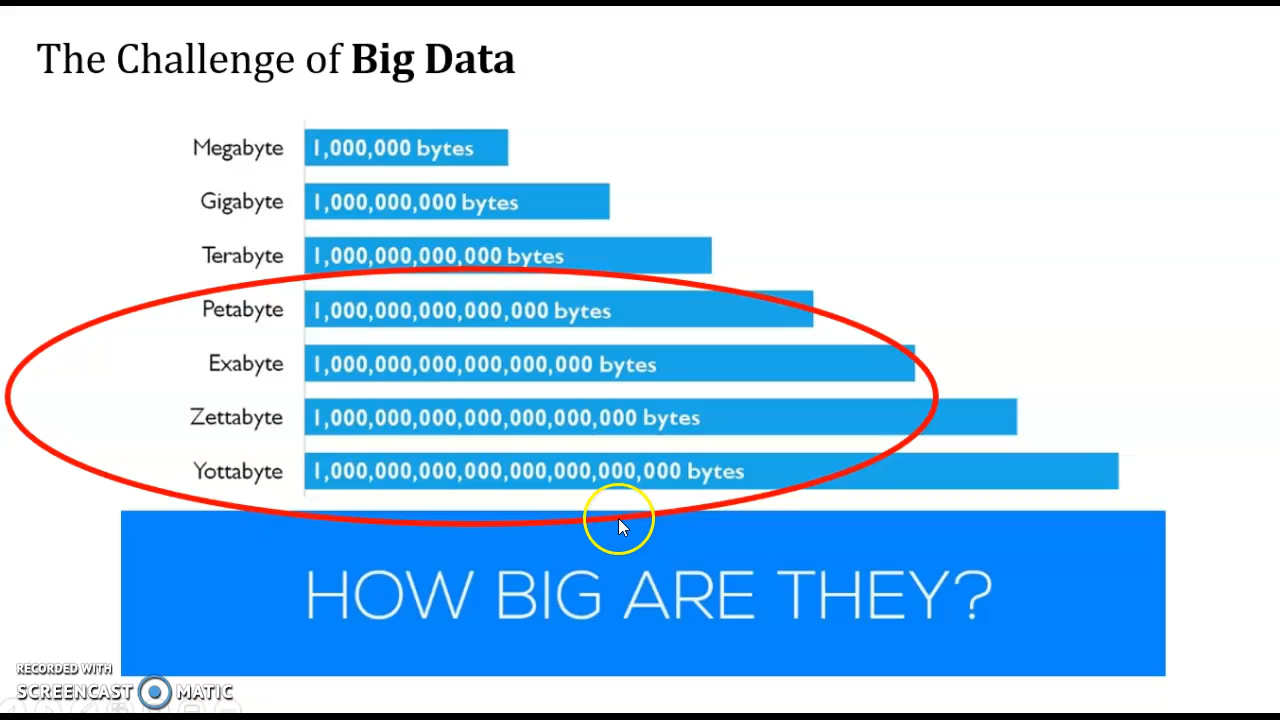 The Challenge of Big Data
Megabyte 1,000,000 bytes
Gigabyte 1,000,000,000 bytes
Terabyte 1,000,000,000,000 bytes
Petabyte 1,000,000,000,000,000 bytes
Exabyte 1,000,000,000,000,000,000 bytes
Zettabyte 1,000,000,000,000,000,000,000 bytes
Yottabyte 1,000,000,000,000,000,000,000,000 bytes
HOW BIG ARE THEY?
RECORDED WITH
SCREENCAST MATIC